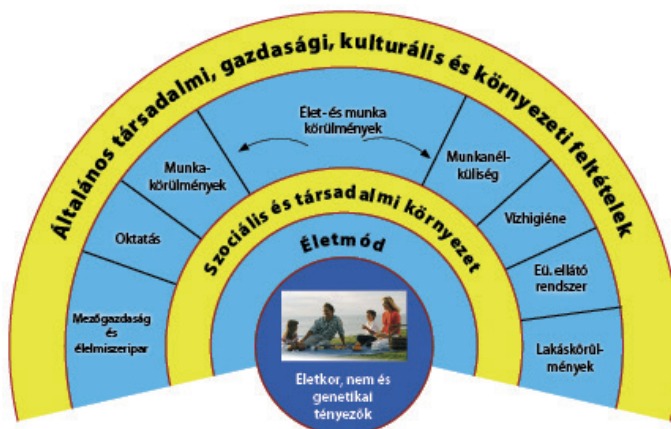 Általános társadalmi, gazdasági, kulturális és környezeti feltételek
Élet- és munka
körülmények
Munka-
körülmények
Munkanél-
küliség
Oktatás
Vízhigiéne
Mezőgazdaság
és
élelmiszeripar
Eü. ellátó
rendszer
Lakáskörül-
mények
Szociális és társadalmi környezet
Életmód
Életkor, nem és
genetikai
tényezők